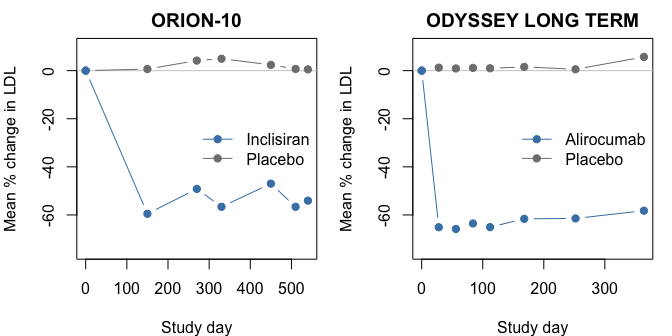 ORION-10
Mean % change in LDL
0
-20
-40
-60
Inclisiran
Placebo
0 100 200 300 400 500
Study day
ODYSSEY LONG TERM
Mean % change in LDL
0
-20
-40
-60
Alirocumab
Placebo
0 100 200 300
Study day